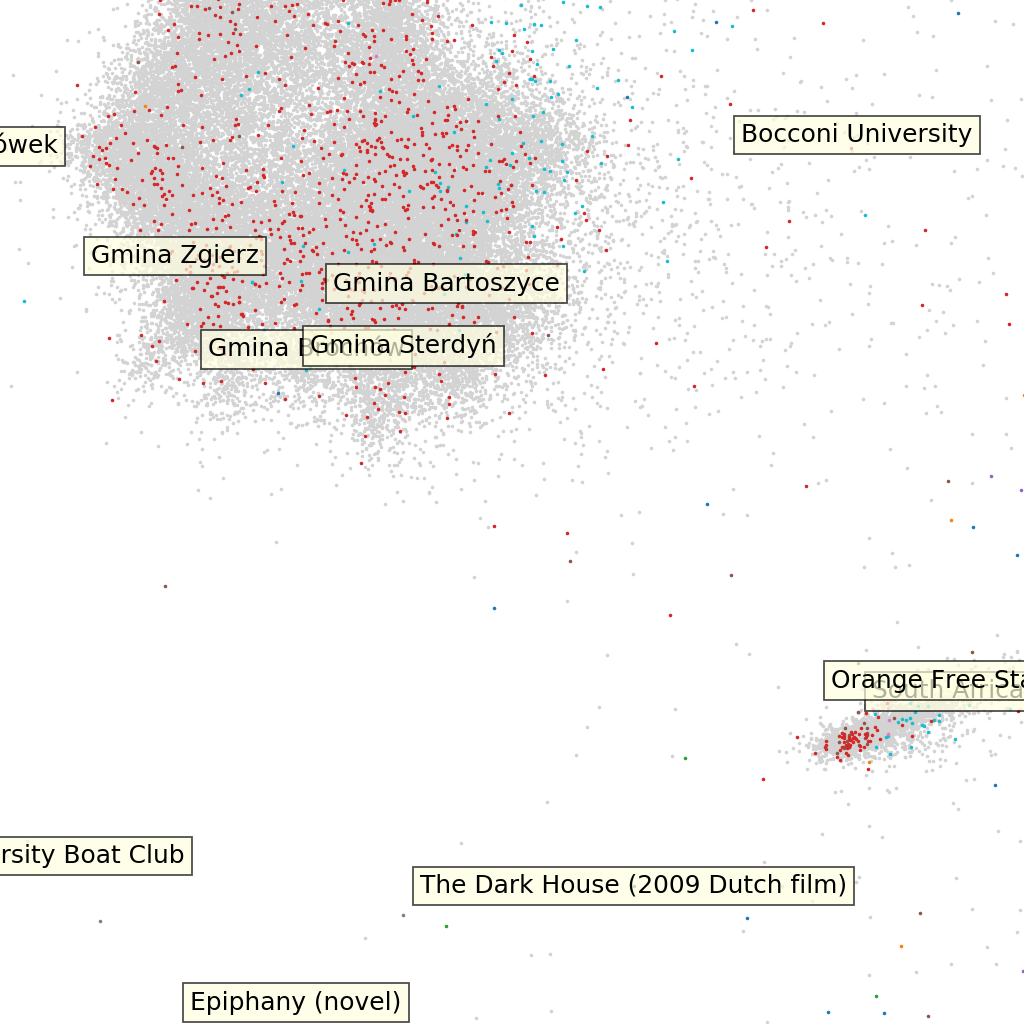 Bocconi University
ówek
Gmina Zgierz
Gmina Bartoszyce
Gmina Brochów
Gmina Sterdyń
Orange Free Sta
South Africa
rsity Boat Club
The Dark House (2009 Dutch film)
Epiphany (novel)